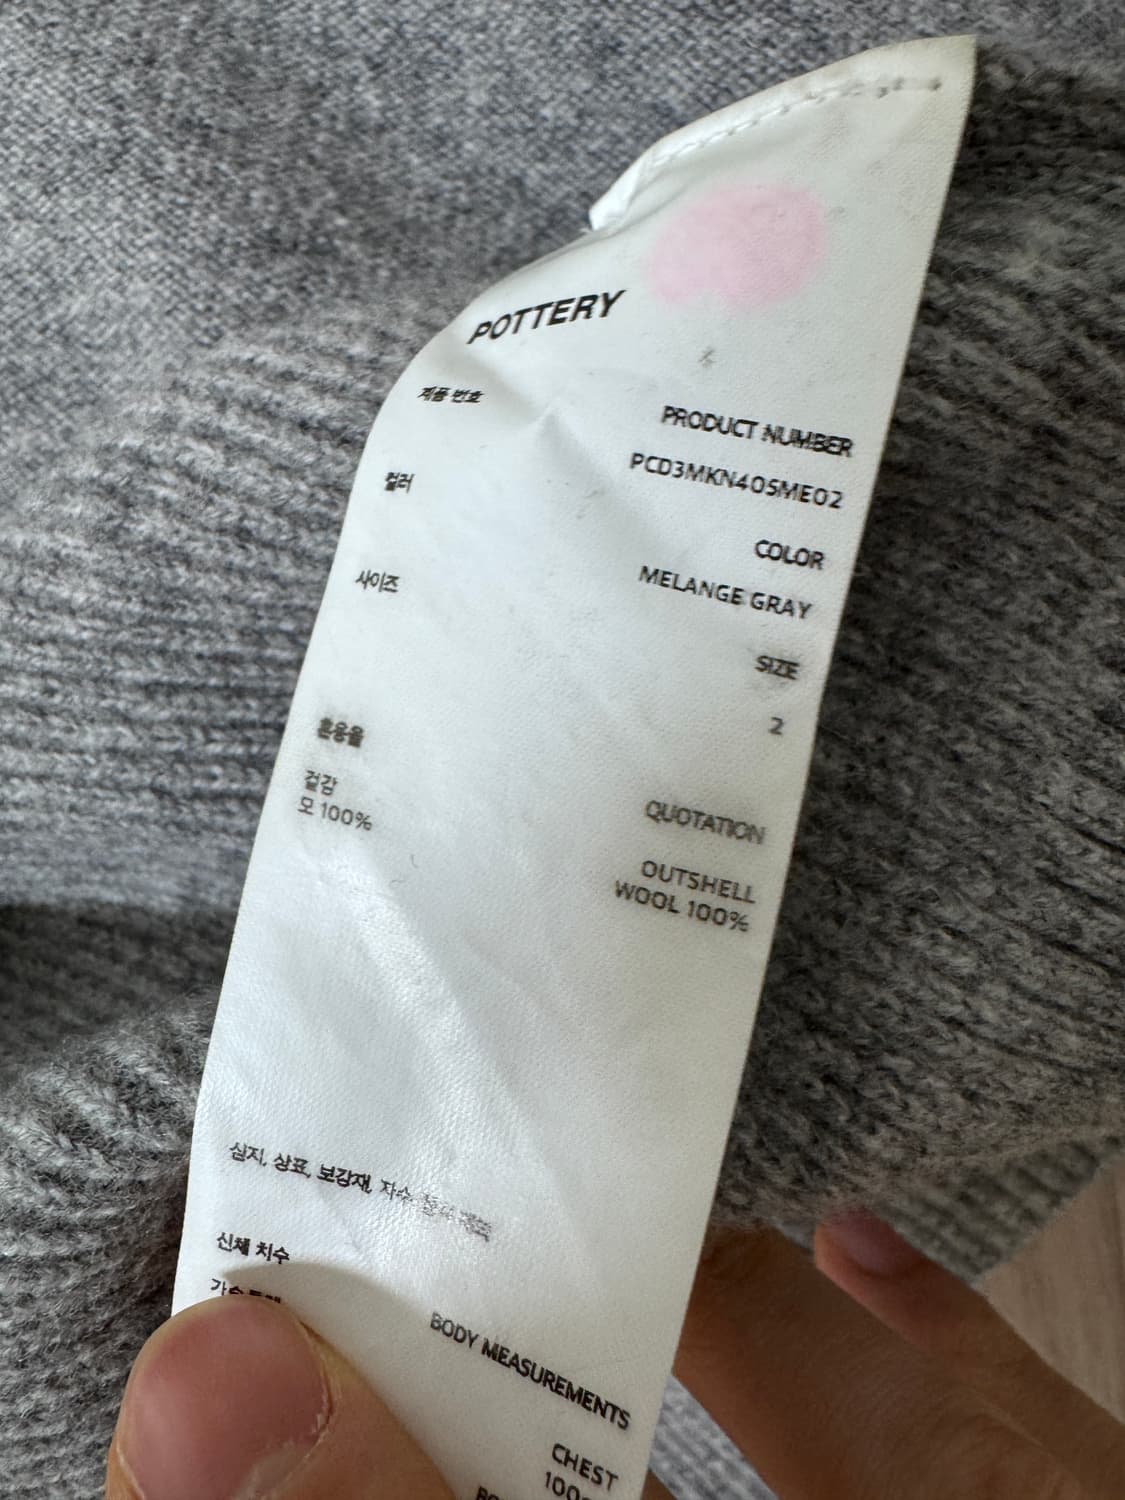 POTTERY
제품 번호
PRODUCT NUMBER
PCD3MKN405ME02
컬러
COLOR
MELANGE GRAY
사이즈
SIZE
2
혼용율
QUOTATION
겉감
OUTSHELL
모 100%
WOOL 100%
심지, 상표, 보강재, 자수 제외
신체 치수
BODY MEASUREMENTS
CHEST